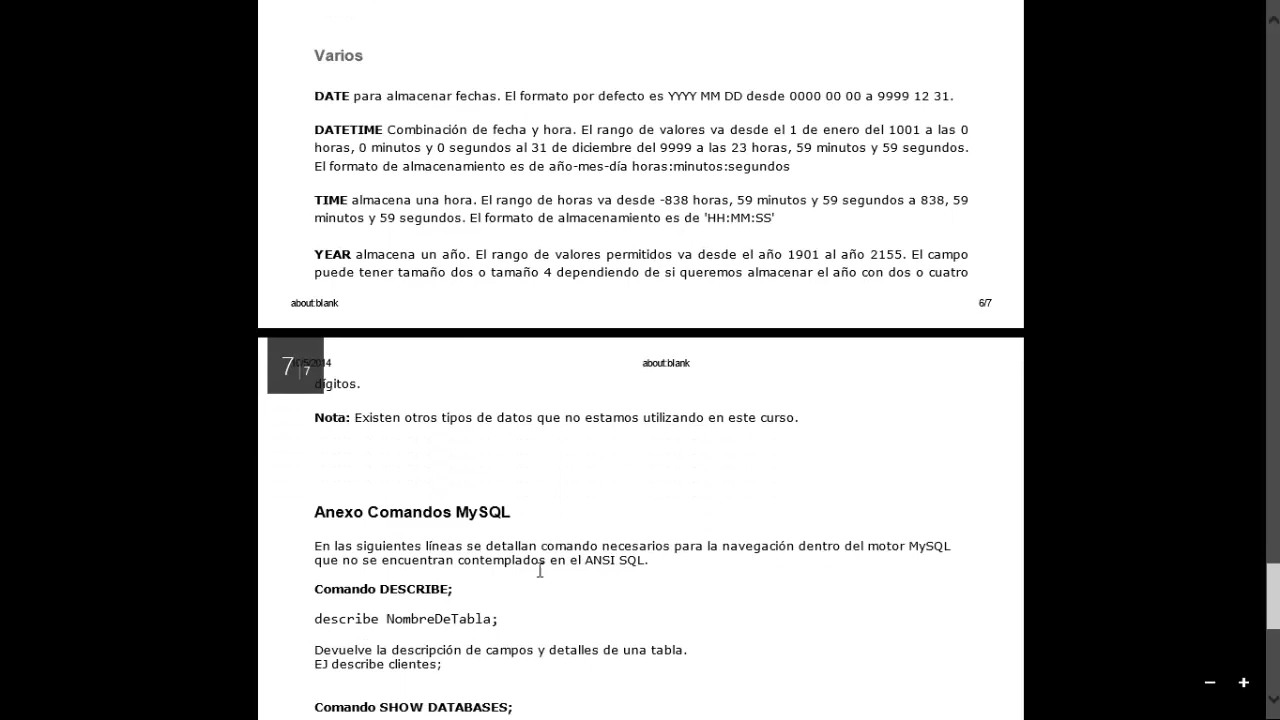 Varios
DATE para almacenar fechas. El formato por defecto es YYYY MM DD desde 0000 00 00 a 9999 12 31.
DATETIME Combinación de fecha y hora. El rango de valores va desde el 1 de enero del 1001 a las 0
horas, 0 minutos y 0 segundos al 31 de diciembre del 9999 a las 23 horas, 59 minutos y 59 segundos.
El formato de almacenamiento es de año-mes-día horas:minutos:segundos
TIME almacena una hora. El rango de horas va desde -838 horas, 59 minutos y 59 segundos a 838, 59
minutos y 59 segundos. El formato de almacenamiento es de 'HH:MM:SS'
YEAR almacena un año. El rango de valores permitidos va desde el año 1901 al año 2155. El campo
puede tener tamaño dos o tamaño 4 dependiendo de si queremos almacenar el año con dos o cuatro
about:blank 6/7
7 7 /2014 about:blank
dígitos.
Nota: Existen otros tipos de datos que no estamos utilizando en este curso.
Anexo Comandos MySQL
En las siguientes líneas se detallan comando necesarios para la navegación dentro del motor MySQL
que no se encuentran contemplados en el ANSI SQL.
Comando DESCRIBE;
describe NombreDeTabla;
Devuelve la descripción de campos y detalles de una tabla.
EJ describe clientes;
Comando SHOW DATABASES;